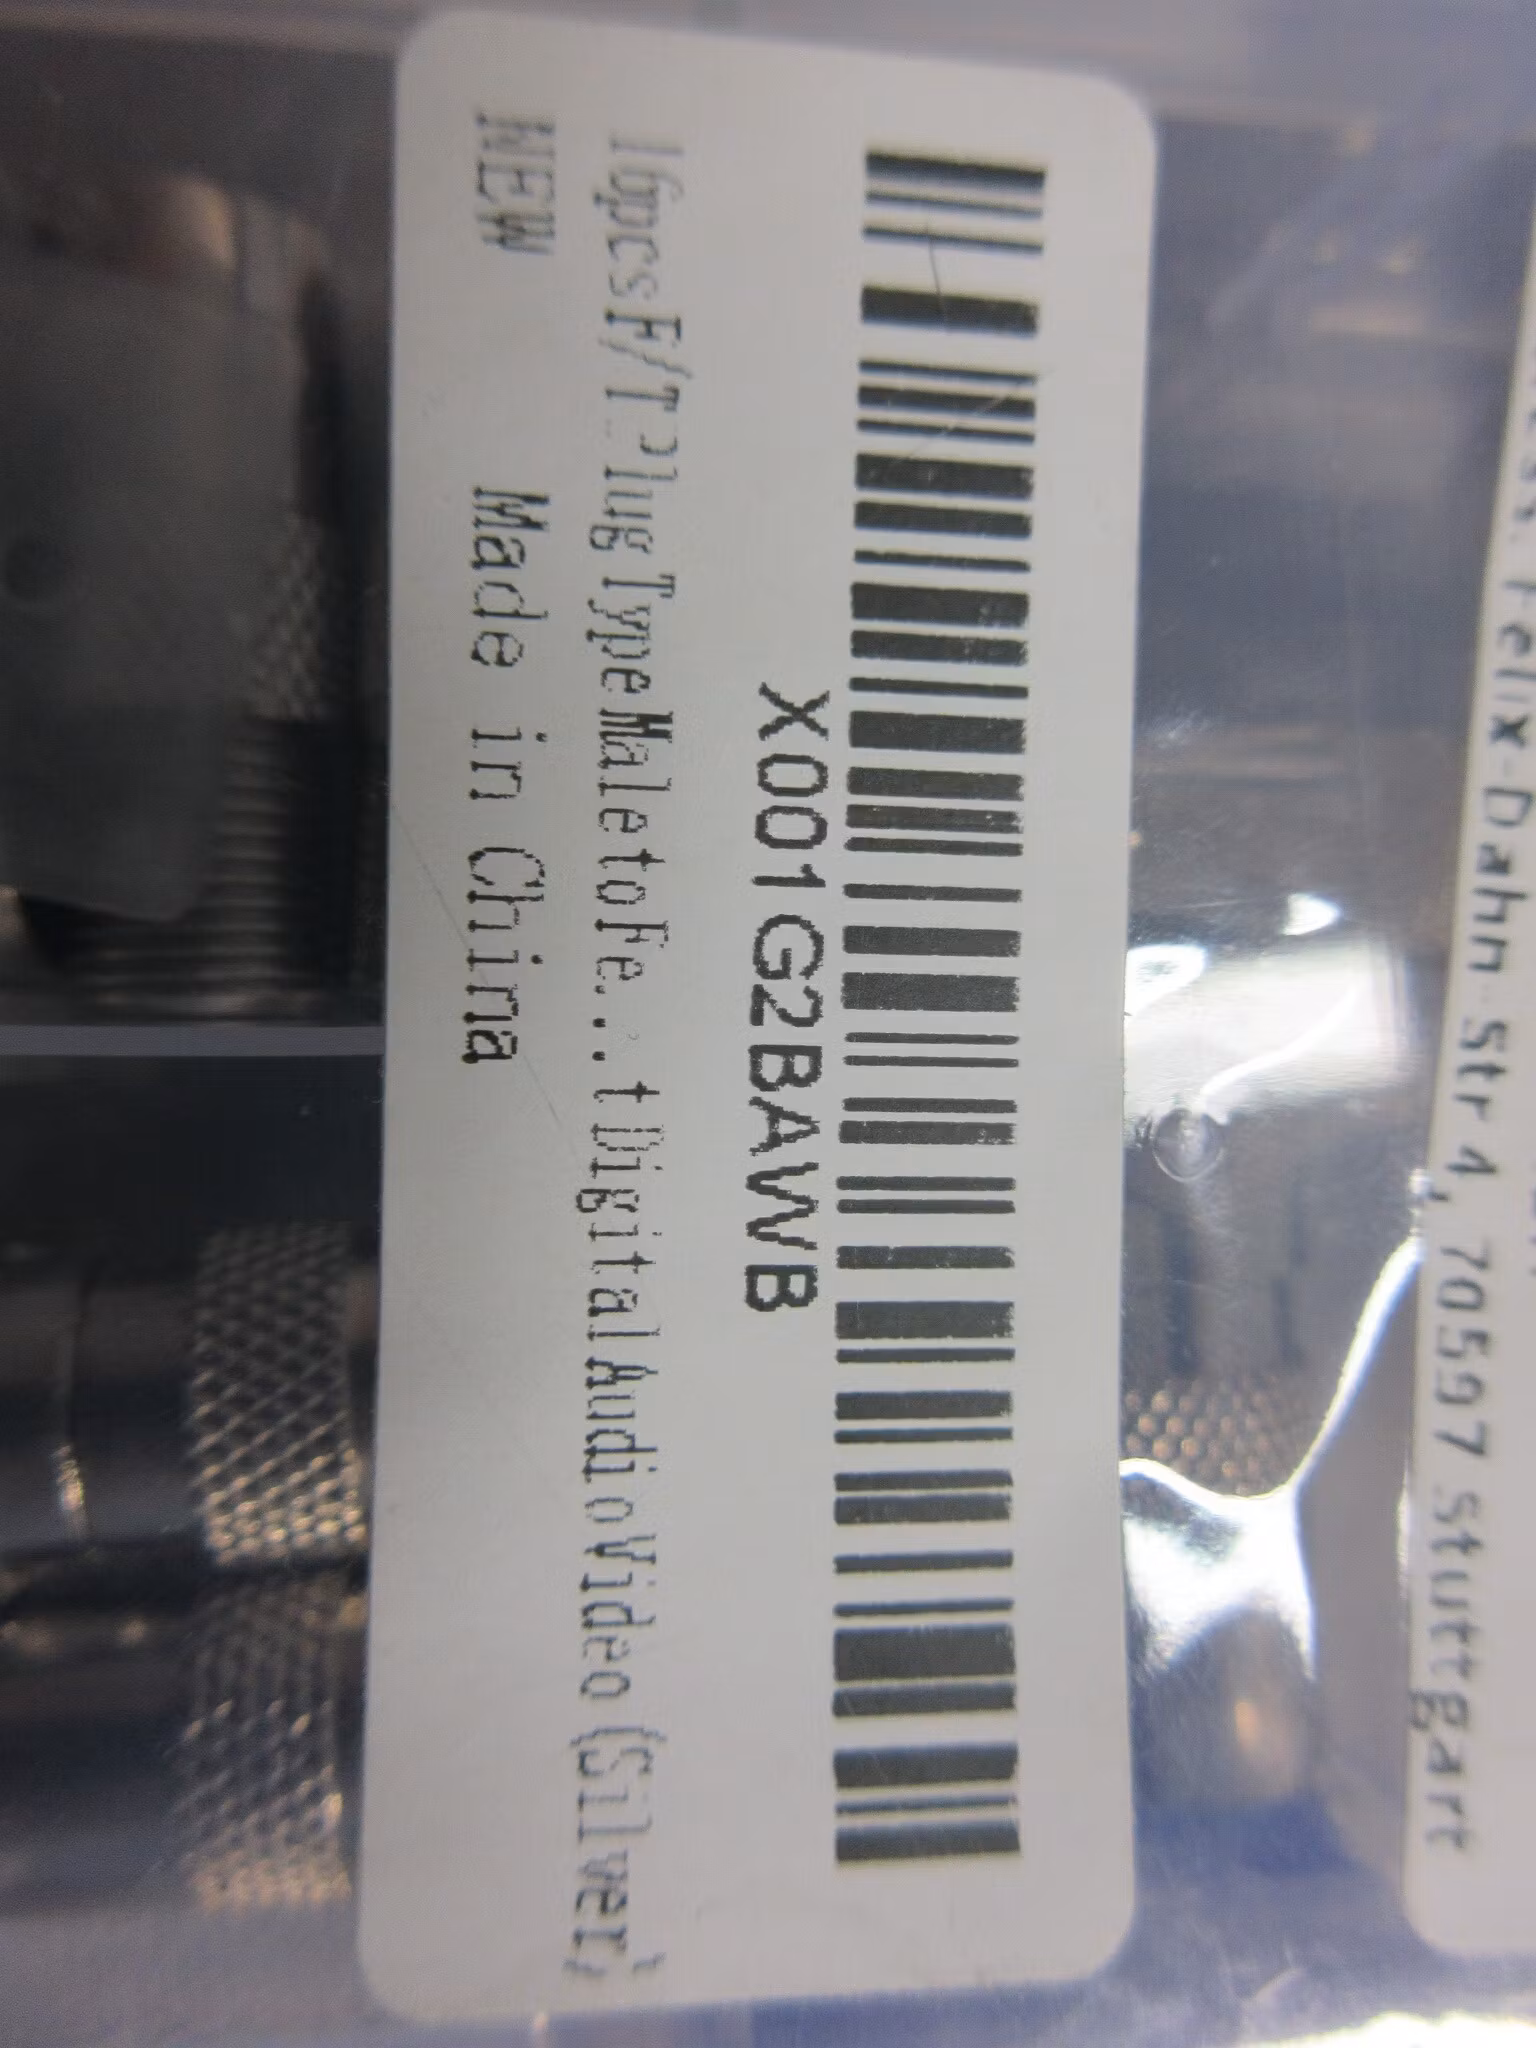 X001G2BAWB
16pcsF/T Plug Type Male to Fe...t Digital Audio Video (Silver)
NEW Made in China
Felix-Dahn-Str 4, 70597 Stuttgart